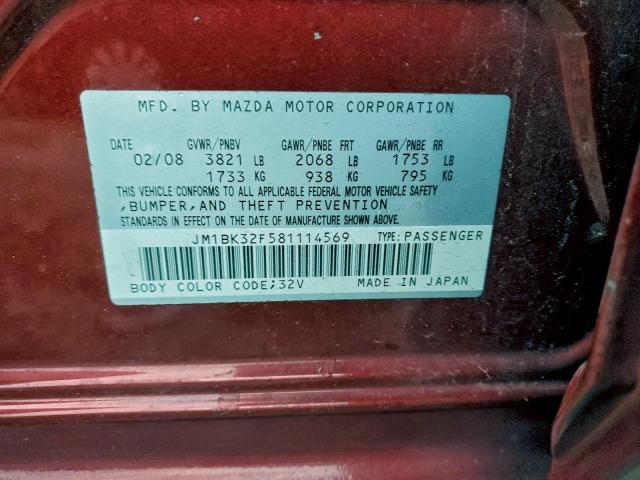 MFD. BY MAZDA MOTOR CORPORATION
DATE GVWR/PNBV GAWR/PNBE FRT GAWR/PNBE RR
02/08 3821 LB 2068 LB 1753 LB
1733 KG 938 KG 795 KG
THIS VEHICLE CONFORMS TO ALL APPLICABLE FEDERAL MOTOR VEHICLE SAFETY
,BUMPER,AND THEFT PREVENTION
STANDARDS IN EFFECT ON THE DATE OF MANUFACTURE SHOWN ABOVE.
JM1BK32F581114569 TYPE:PASSENGER
BODY COLOR CODE;32V MADE IN JAPAN